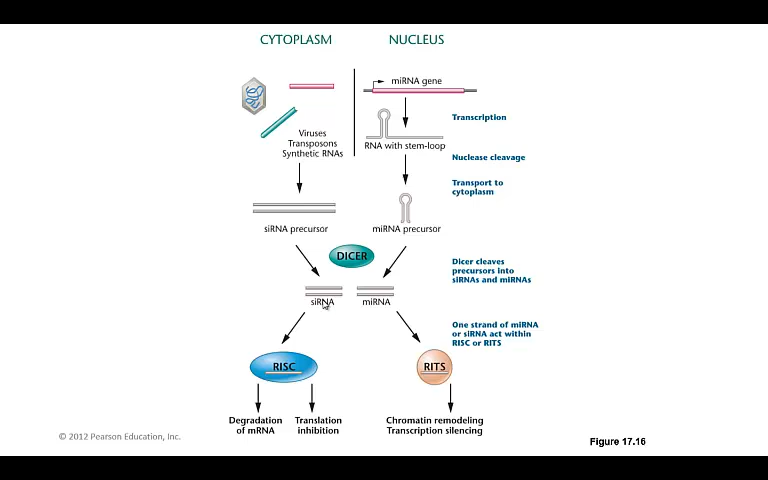 CYTOPLASM
NUCLEUS
miRNA gene
Transcription
Viruses
Transposons
Synthetic RNAs
RNA with stem-loop
Nuclease cleavage
Transport to
cytoplasm
siRNA precursor
miRNA precursor
DICER
Dicer cleaves
precursors into
siRNAs and miRNAs
siRNA
miRNA
One strand of miRNA
or siRNA act within
RISC or RITS
RISC
RITS
Degradation
of mRNA
Translation
inhibition
Chromatin remodeling
Transcription silencing
© 2012 Pearson Education, Inc.
Figure 17.16